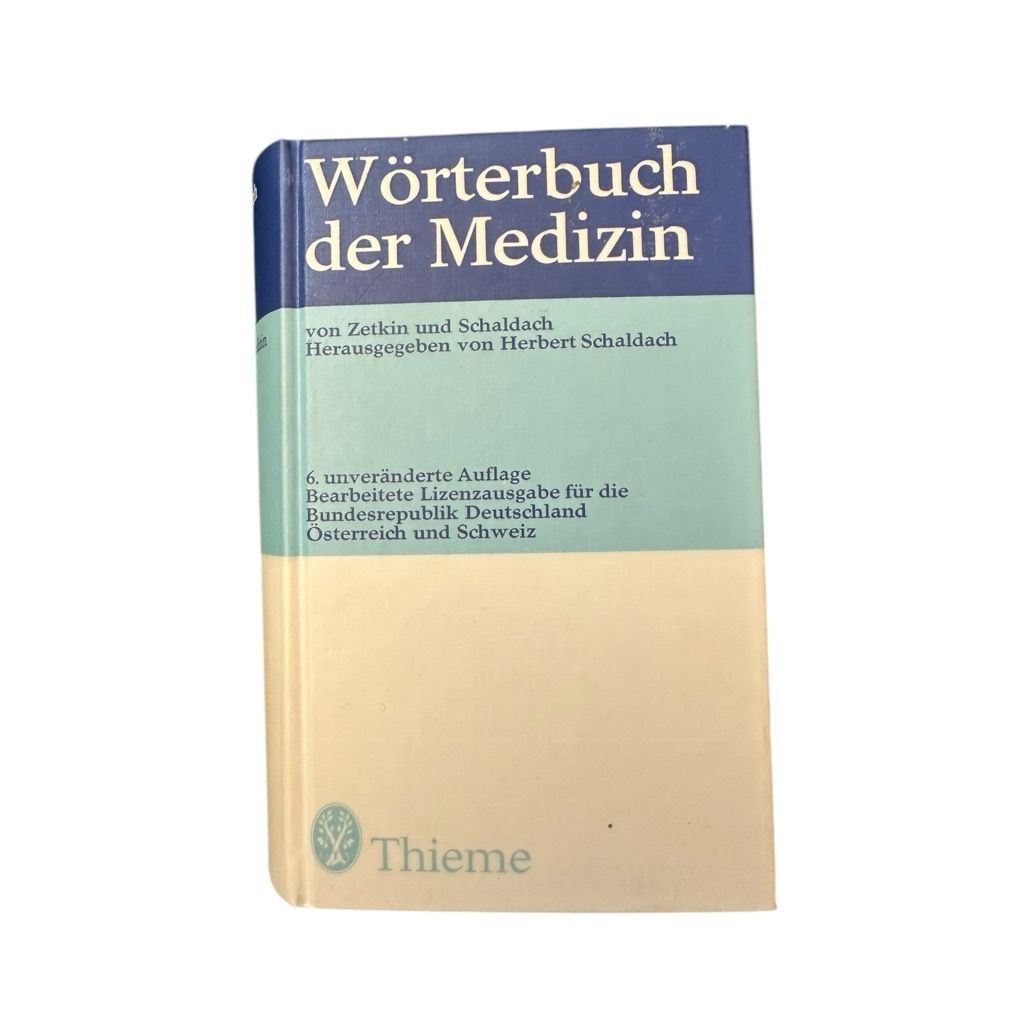 Wörterbuch
der Medizin
von Zetkin und Schaldach
Herausgegeben von Herbert Schaldach
6. unveränderte Auflage
Bearbeitete Lizenzausgabe für die
Bundesrepublik Deutschland
Österreich und Schweiz
Thieme